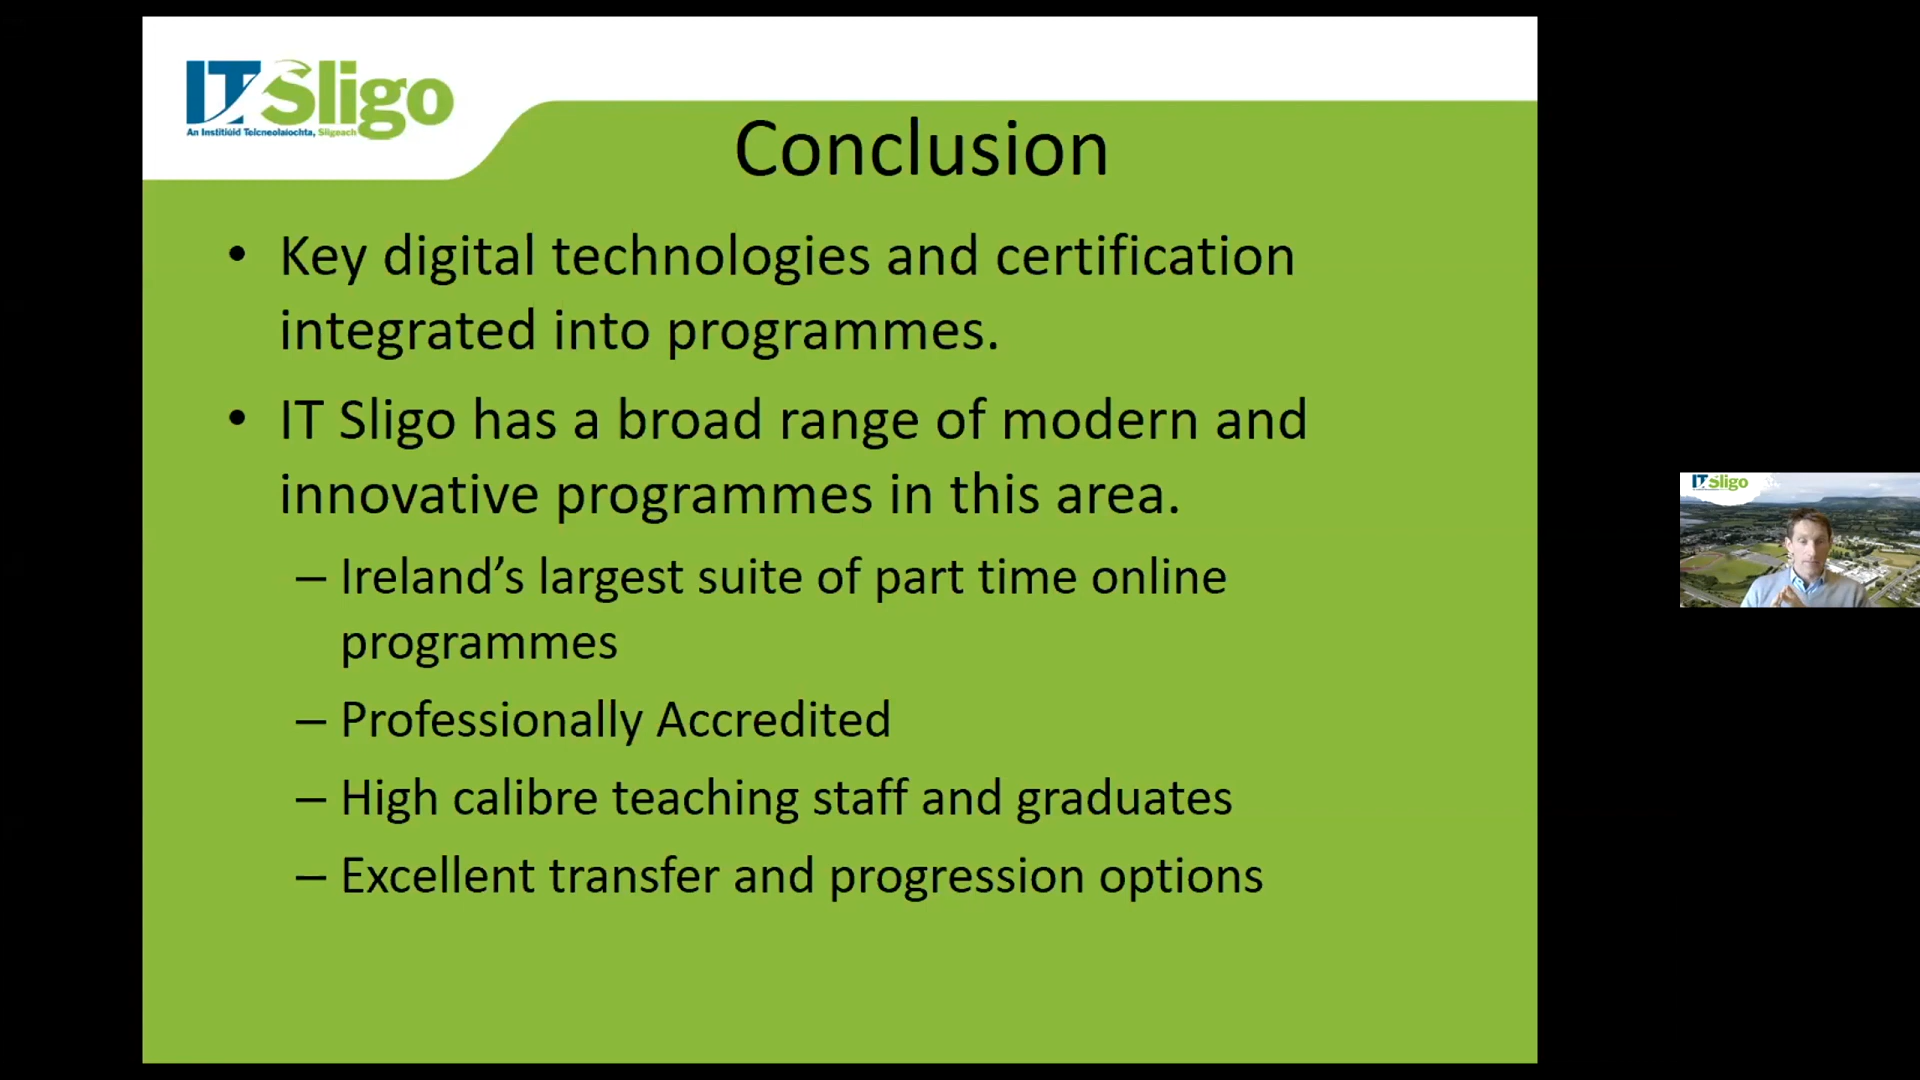 IT Sligo
An Institiúid Teicneolaíochta, Sligeach
Conclusion
• Key digital technologies and certification
integrated into programmes.
• IT Sligo has a broad range of modern and
innovative programmes in this area.
– Ireland’s largest suite of part time online
programmes
– Professionally Accredited
– High calibre teaching staff and graduates
– Excellent transfer and progression options
IT Sligo